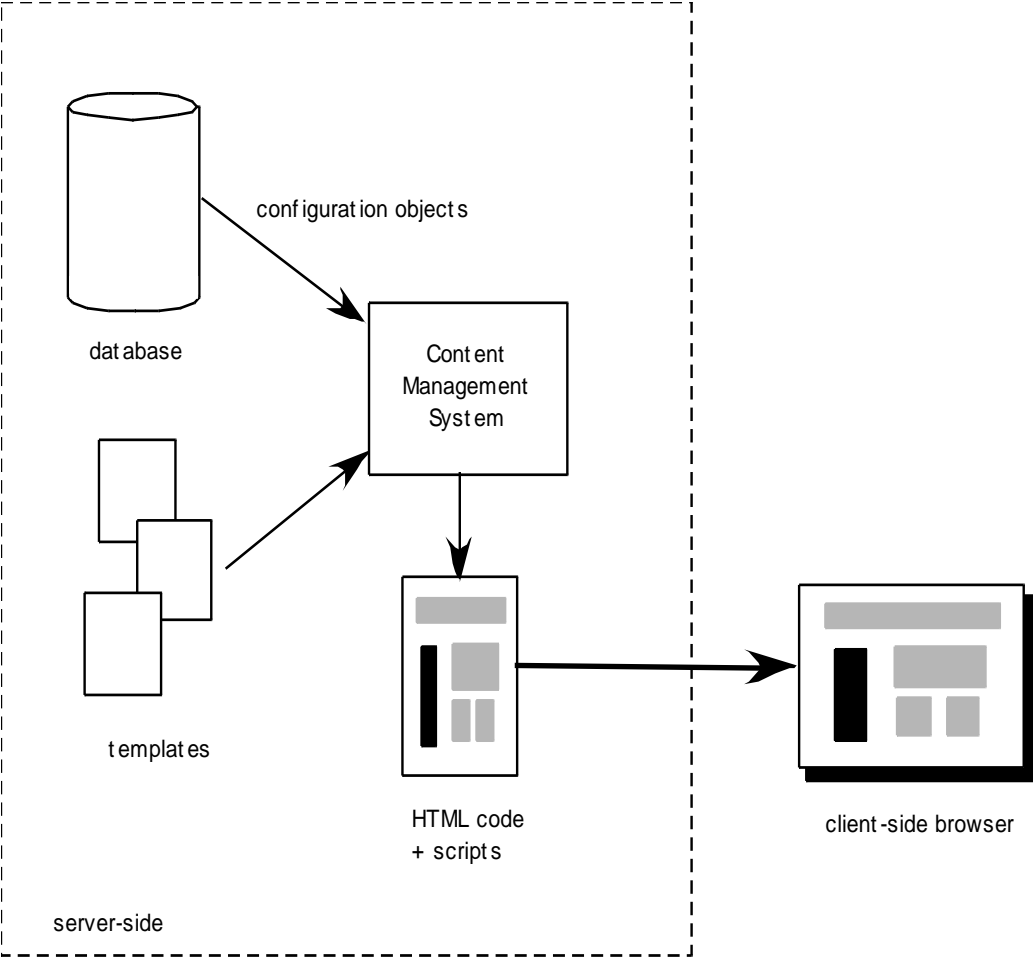 configuration objects
database
Content
Management
System
templates
HTML code
+ scripts
client-side browser
server-side